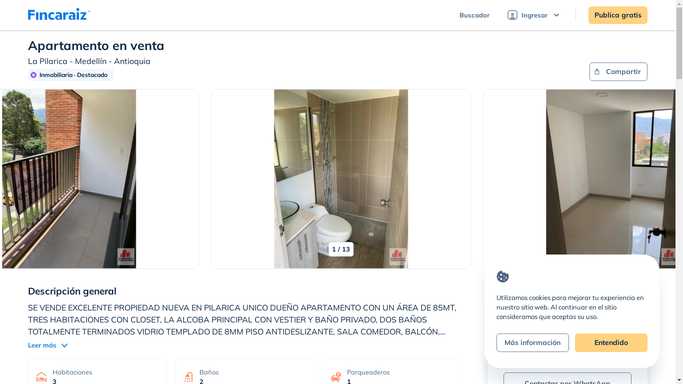 Fincaraiz
Buscador
Ingresar
Publica gratis
Apartamento en venta
La Pilarica - Medellín - Antioquia
Inmobiliaria · Destacado
Compartir
1 / 13
Descripción general
SE VENDE EXCELENTE PROPIEDAD NUEVA EN PILARICA UNICO DUEÑO APARTAMENTO CON UN ÁREA DE 85MT,
TRES HABITACIONES CON CLOSET, LA ALCOBA PRINCIPAL CON VESTIER Y BAÑO PRIVADO, DOS BAÑOS
TOTALMENTE TERMINADOS VIDRIO TEMPLADO DE 8MM PISO ANTIDESLIZANTE, SALA COMEDOR, BALCÓN,...
Leer más
Habitaciones
3
Baños
2
Parqueaderos
1
Utilizamos cookies para mejorar tu experiencia en
nuestro sitio web. Al continuar en el sitio
consideramos que aceptas su uso.
Más información
Entendido
Contactar por WhatsApp